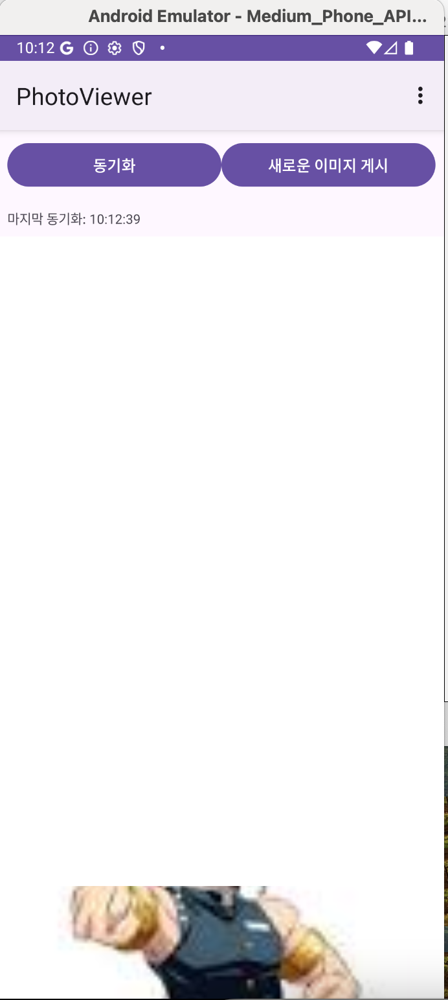 Android Emulator - Medium_Phone_API...
10:12
PhotoViewer
동기화
새로운 이미지 게시
마지막 동기화: 10:12:39